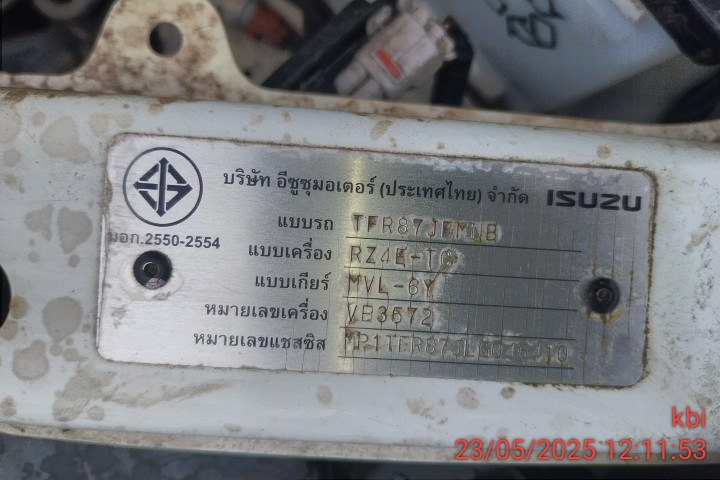 บริษัท อีซูซุมอเตอร์ (ประเทศไทย) จำกัด ISUZU
มอก.2550-2554
แบบรถ TFR87JEMNB
แบบเครื่อง RZ4E-TC
แบบเกียร์ MVL-6Y
หมายเลขเครื่อง VB3672
หมายเลขแชสซิส
kbi
23/05/2025 12:11:53